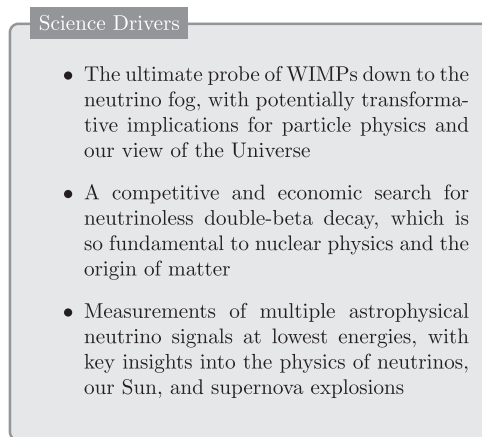 Science Drivers
• The ultimate probe of WIMPs down to the
neutrino fog, with potentially transforma-
tive implications for particle physics and
our view of the Universe
• A competitive and economic search for
neutrinoless double-beta decay, which is
so fundamental to nuclear physics and the
origin of matter
• Measurements of multiple astrophysical
neutrino signals at lowest energies, with
key insights into the physics of neutrinos,
our Sun, and supernova explosions